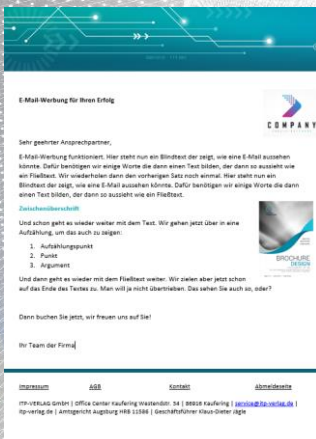 E-Mail-Werbung für Ihren Erfolg
COMPANY
Sehr geehrter Ansprechpartner,
E-Mail-Werbung funktioniert. Hier steht nun ein Blindtext der zeigt, wie eine E-Mail aussehen
könnte. Dafür benötigen wir einige Worte die dann einen Text bilden, der dann so aussieht wie
ein Fließtext. Wir wiederholen dann den vorherigen Satz noch einmal. Hier steht nun ein
Blindtext der zeigt, wie eine E-Mail aussehen könnte. Dafür benötigen wir einige Worte die dann
einen Text bilden, der dann so aussieht wie ein Fließtext.
Zwischenüberschrift
Und schon geht es wieder weiter mit dem Text. Wir gehen jetzt über in eine
Aufzählung, um das auch zu zeigen:
1. Aufzählungspunkt
2. Punkt
3. Argument
BROCHURE
DESIGN
Und dann geht es wieder mit dem Fließtext weiter. Wir zielen aber jetzt schon
auf das Ende des Textes zu. Man will ja nicht übertrieben. Das sehen Sie auch so, oder?
Dann buchen Sie jetzt, wir freuen uns auf Sie!
Ihr Team der Firma
Impressum AGB Kontakt Abmeldeseite
ITP-VERLAG GmbH | Office Center Kaufering Westendstr. 54 | 86916 Kaufering | service@itp-verlag.de |
itp-verlag.de | Amtsgericht Augsburg HRB 11586 | Geschäftsführer Klaus-Dieter Jägle